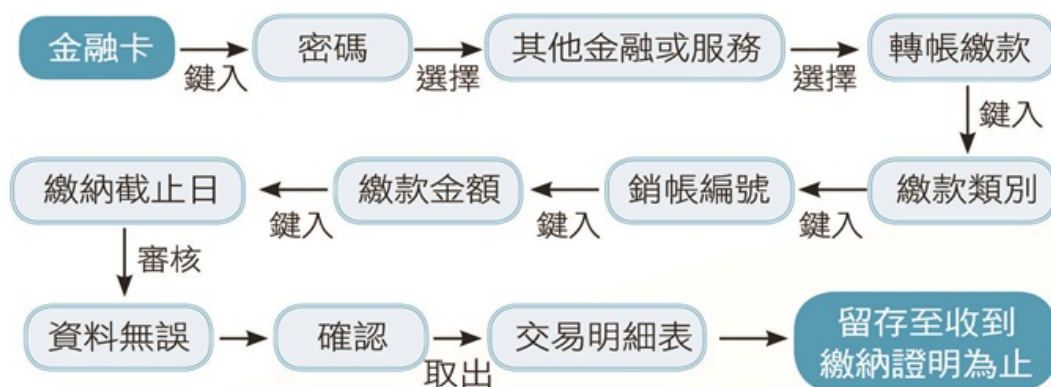 金融卡
鍵入
密碼
選擇
其他金融或服務
選擇
轉帳繳款
鍵入
繳款類別
鍵入
銷帳編號
鍵入
繳款金額
鍵入
繳納截止日
審核
資料無誤
確認
取出
交易明細表
留存至收到
繳納證明為止